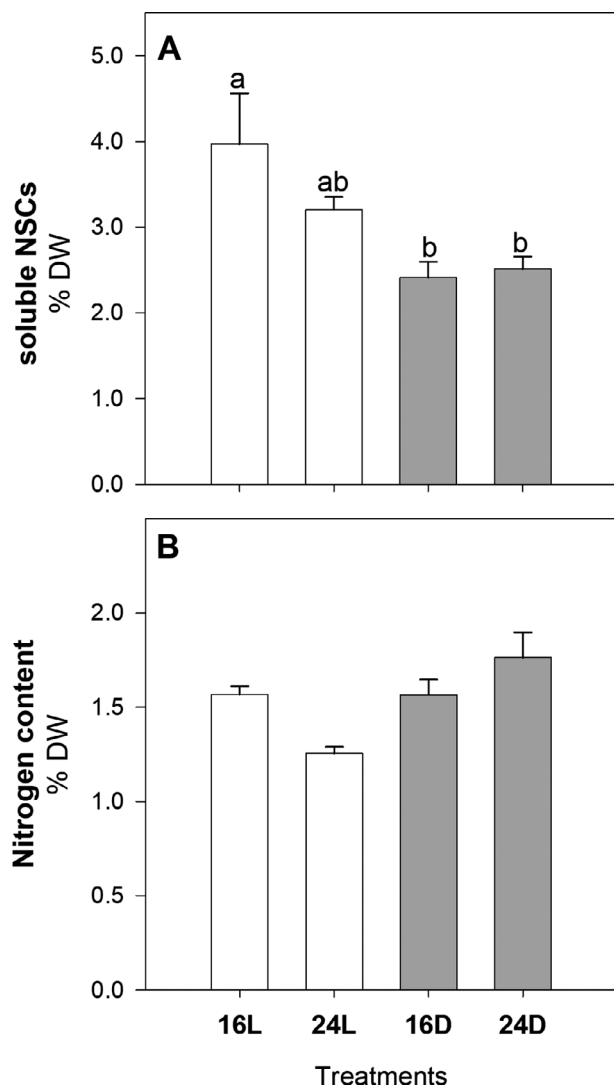 A
5.0
4.0
3.0
2.0
1.0
0.0
soluble NSCs
% DW
a
ab
b
b
B
2.0
1.5
1.0
0.5
0.0
Nitrogen content
% DW
16L 24L 16D 24D
Treatments